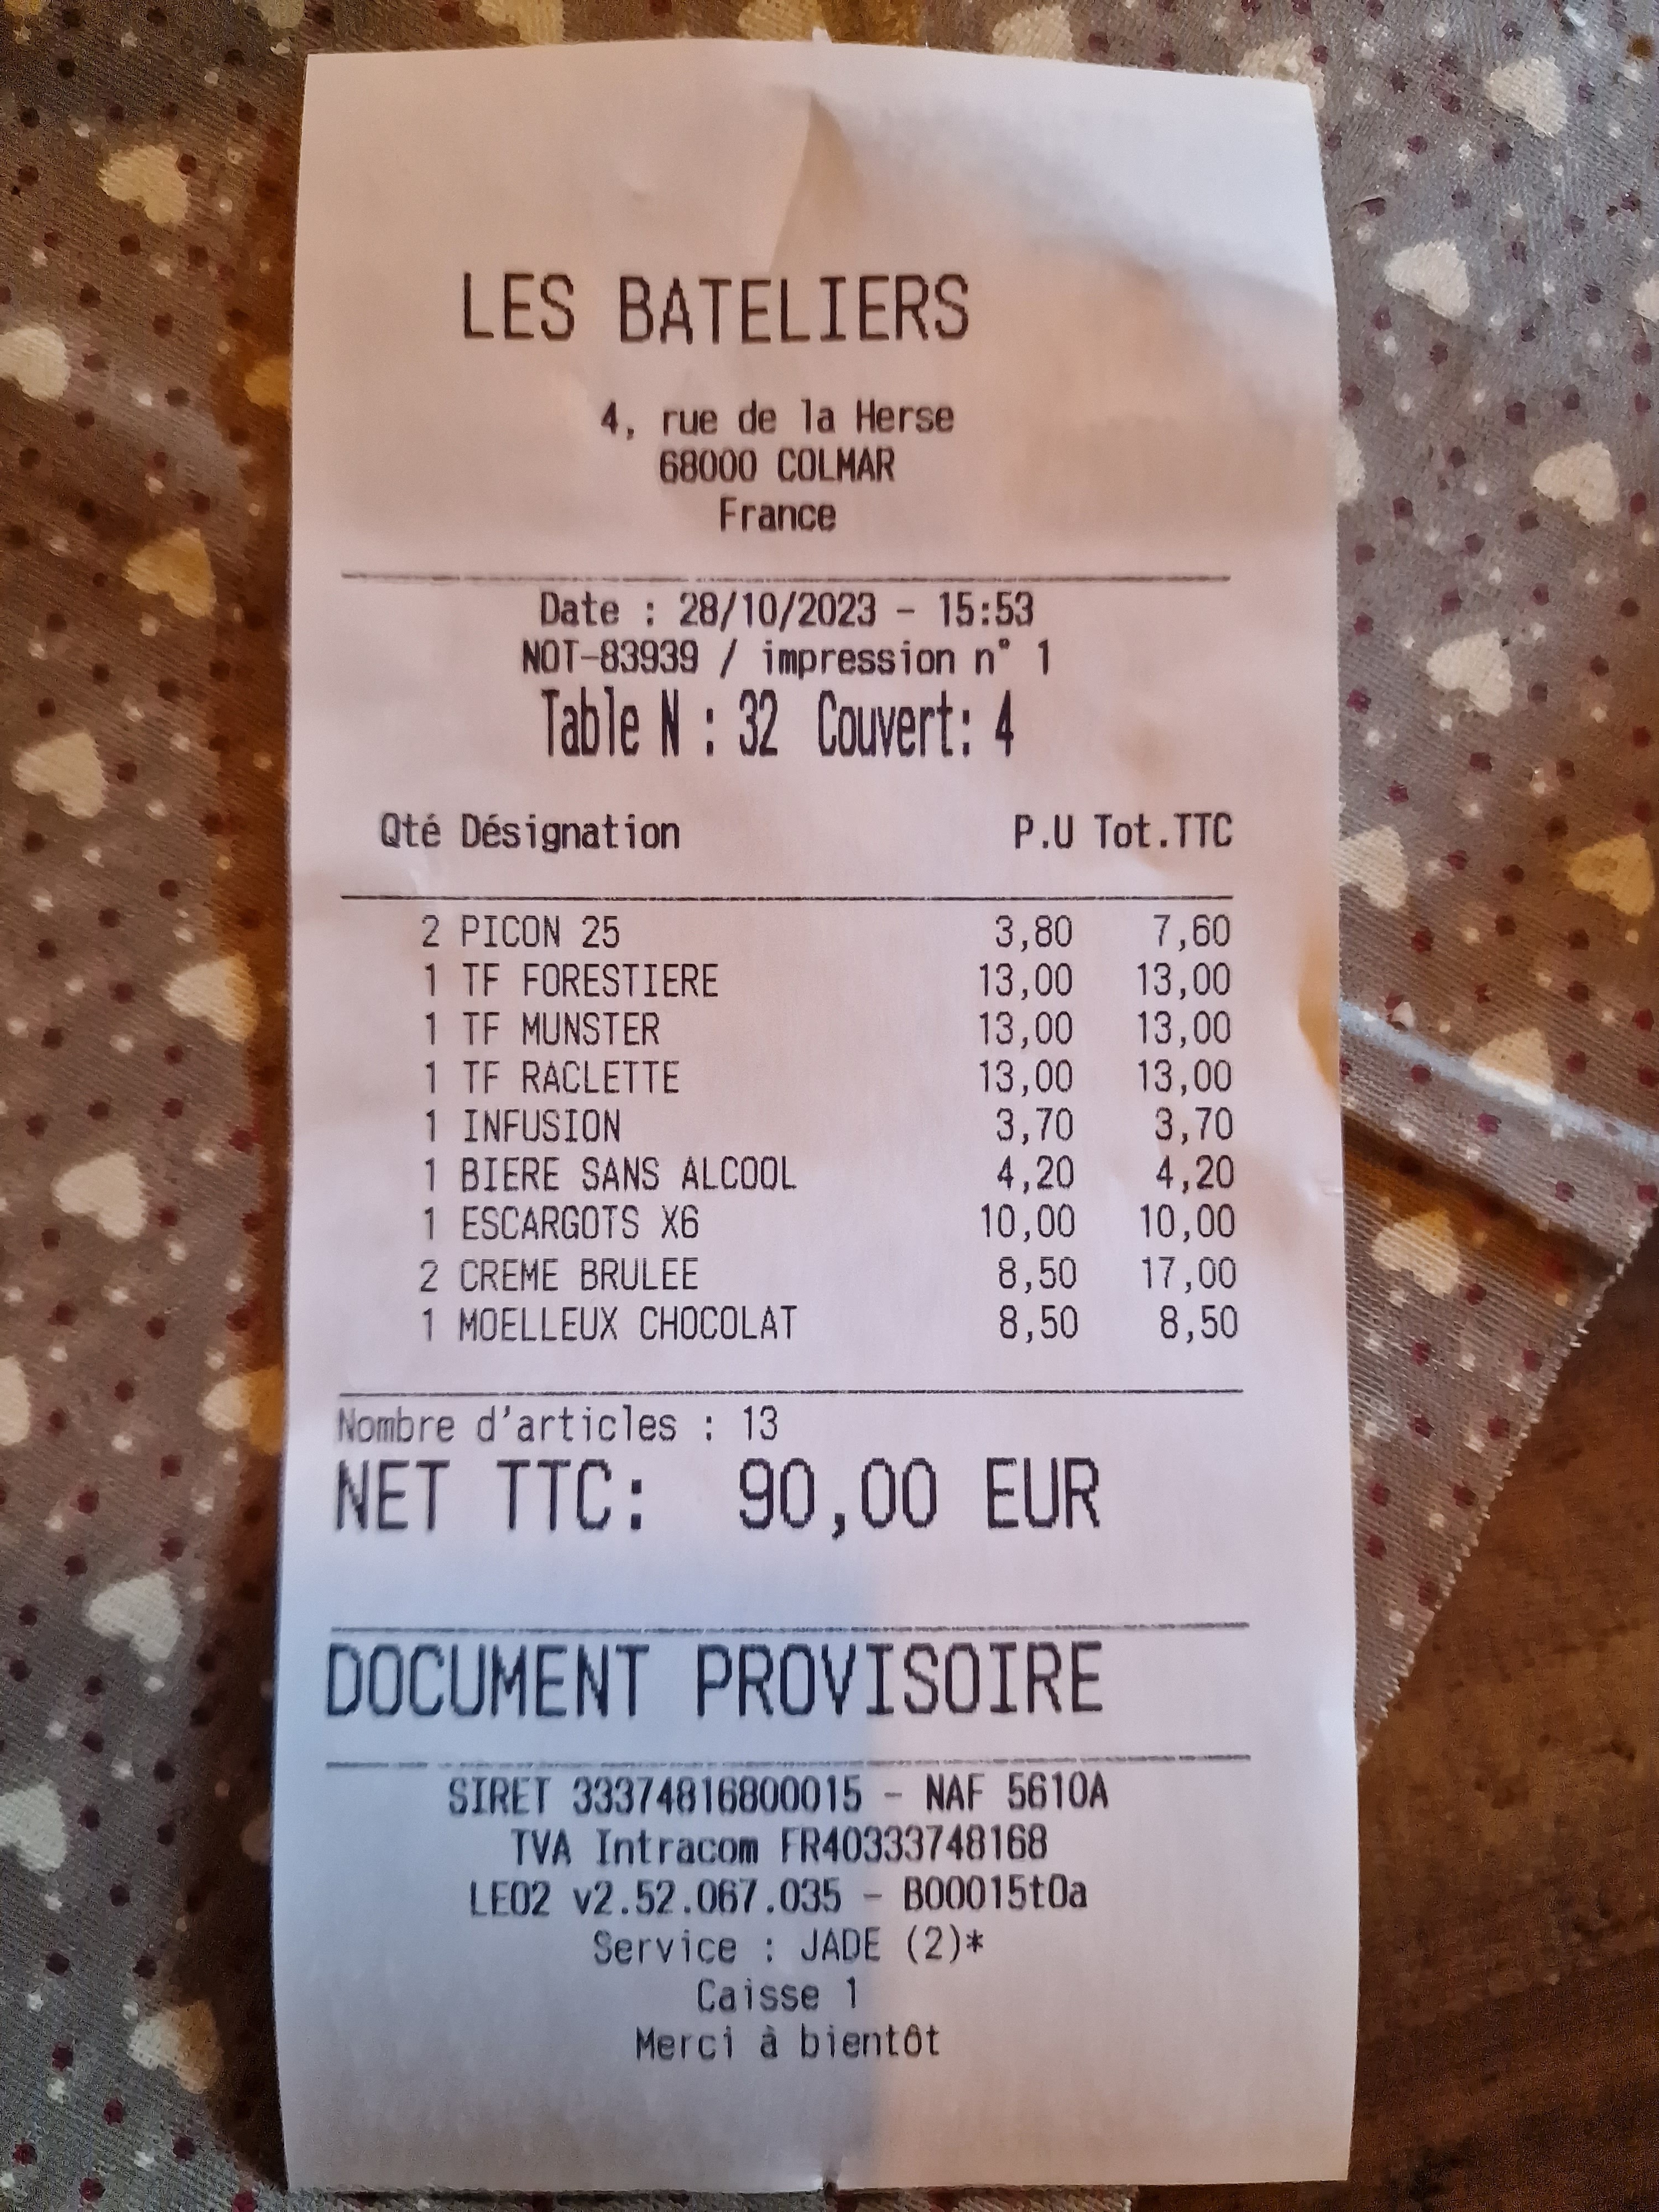 LES BATELIERS
4, rue de la Herse
68000 COLMAR
France
Date : 28/10/2023 - 15:53
NOT-83939 / impression n° 1
Table N : 32 Couvert: 4
Qté Désignation P.U Tot.TTC
2 PICON 25 3,80 7,60
1 TF FORESTIERE 13,00 13,00
1 TF MUNSTER 13,00 13,00
1 TF RACLETTE 13,00 13,00
1 INFUSION 3,70 3,70
1 BIERE SANS ALCOOL 4,20 4,20
1 ESCARGOTS X6 10,00 10,00
2 CREME BRULEE 8,50 17,00
1 MOELLEUX CHOCOLAT 8,50 8,50
Nombre d'articles : 13
NET TTC: 90,00 EUR
DOCUMENT PROVISOIRE
SIRET 33374816800015 - NAF 5610A
TVA Intracom FR40333748168
LEO2 v2.52.067.035 - B00015t0a
Service : JADE (2)*
Caisse 1
Merci à bientôt